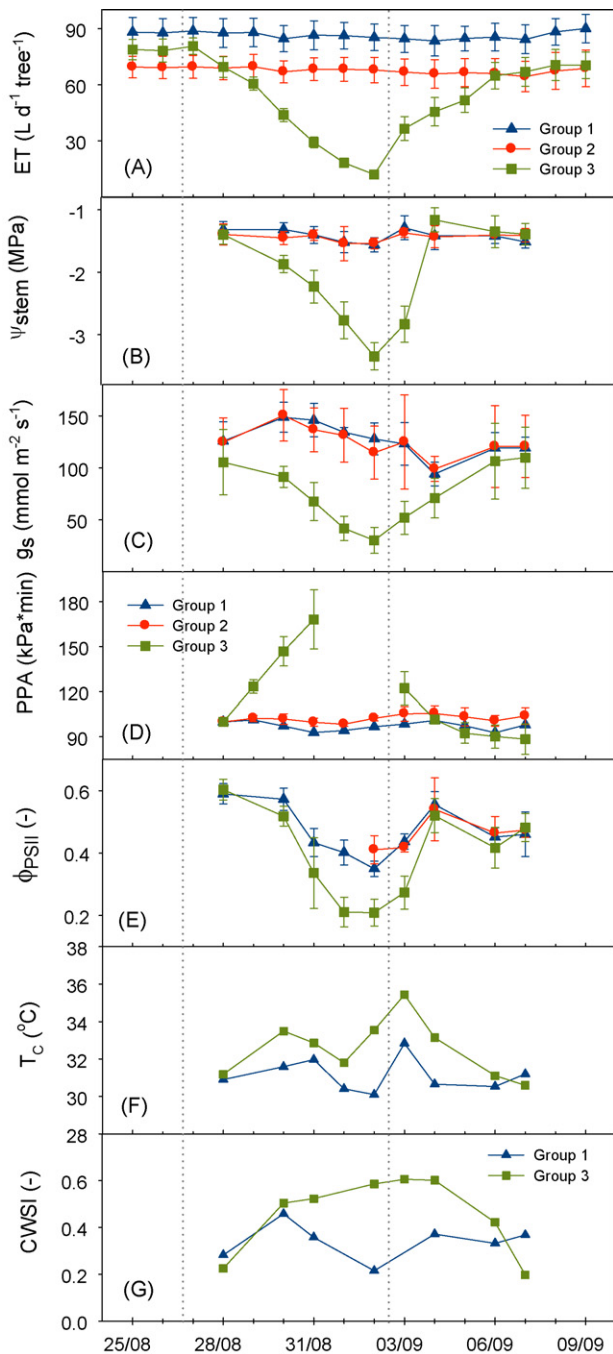 90
60
30
ET (L d⁻¹ tree⁻¹)
(A)
Group 1
Group 2
Group 3
-1
-2
-3
Ψstem (MPa)
(B)
150
100
50
gs (mmol m⁻² s⁻¹)
(C)
180
150
120
90
PPA (kPa*min)
Group 1
Group 2
Group 3
(D)
0.6
0.4
0.2
ϕPSII (-)
(E)
38
36
34
32
30
28
TC (°C)
(F)
0.6
0.4
0.2
0.0
CWSI (-)
Group 1
Group 3
(G)
25/08 28/08 31/08 03/09 06/09 09/09